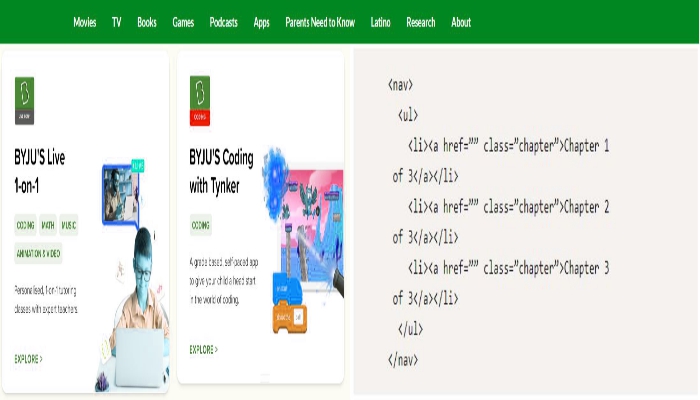 Movies TV Books Games Podcasts Apps Parents Need to Know Latino Research About
BYJU'S Live
1-on-1
CODING MATH MUSIC
ANIMATION & VIDEO
Personalised, 1-on-1 tutoring
classes with expert teachers.
EXPLORE >
CODING
BYJU'S Coding
with Tynker
CODING
A grade based, self-paced app
to give your child a head start
in the world of coding.
EXPLORE >
<nav>
<ul>
<li><a href="" class="chapter">Chapter 1
of 3</a></li>
<li><a href="" class="chapter">Chapter 2
of 3</a></li>
<li><a href="" class="chapter">Chapter 3
of 3</a></li>
</ul>
</nav>